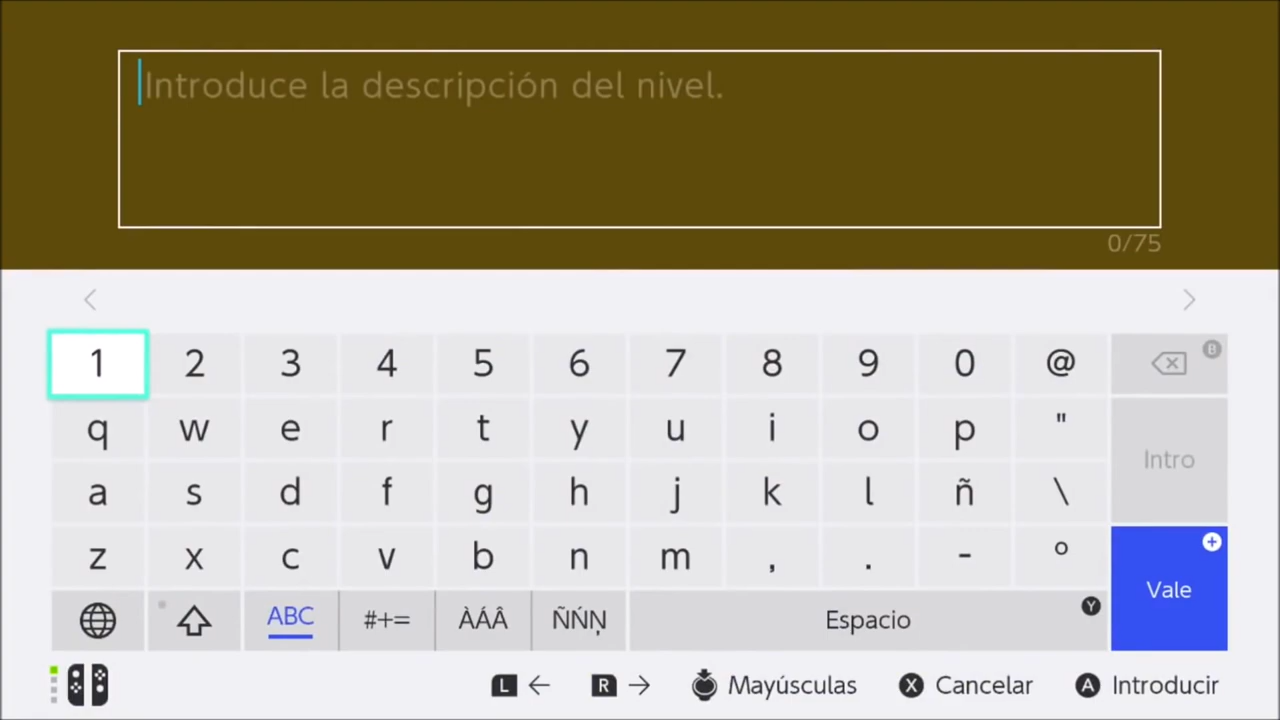 Introduce la descripción del nivel.
0/75
1 2 3 4 5 6 7 8 9 0 @ B
q w e r t y u i o p "
Intro
a s d f g h j k l ñ \
z x c v b n m , . - º
Vale
ABC #+= ÀÁÂ ÑŃŅ Espacio Y
L ← R → Mayúsculas X Cancelar A Introducir